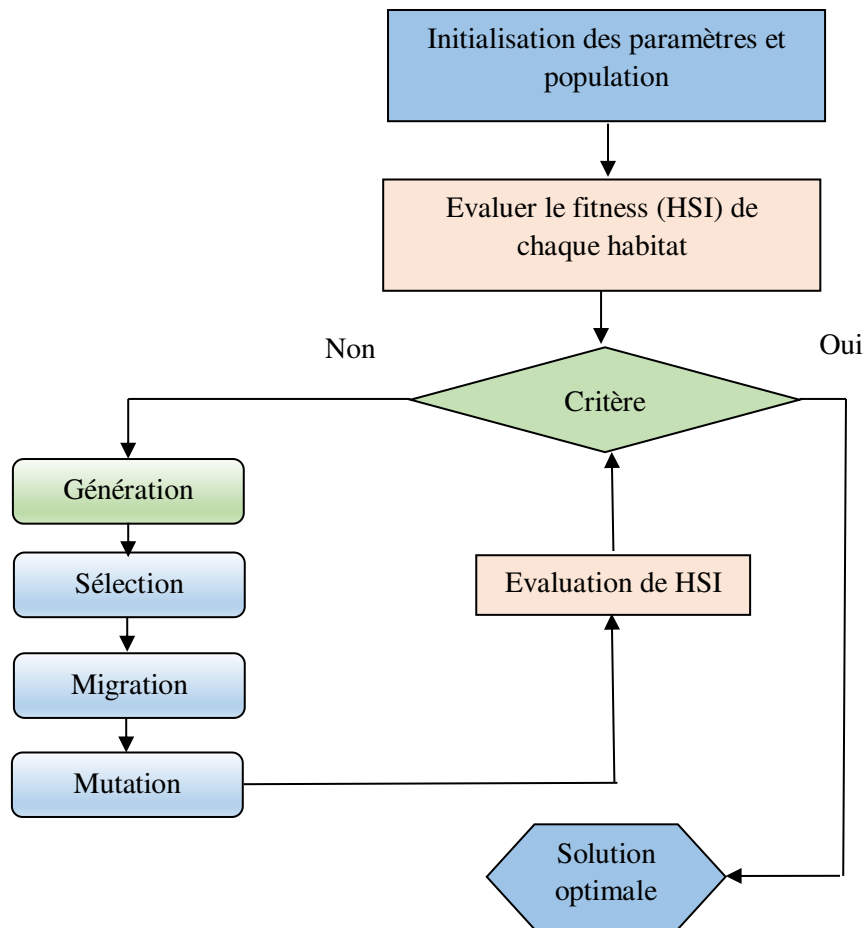 Initialisation des paramètres et
population
Evaluer le fitness (HSI) de
chaque habitat
Non
Oui
Critère
Génération
Sélection
Migration
Mutation
Evaluation de HSI
Solution
optimale